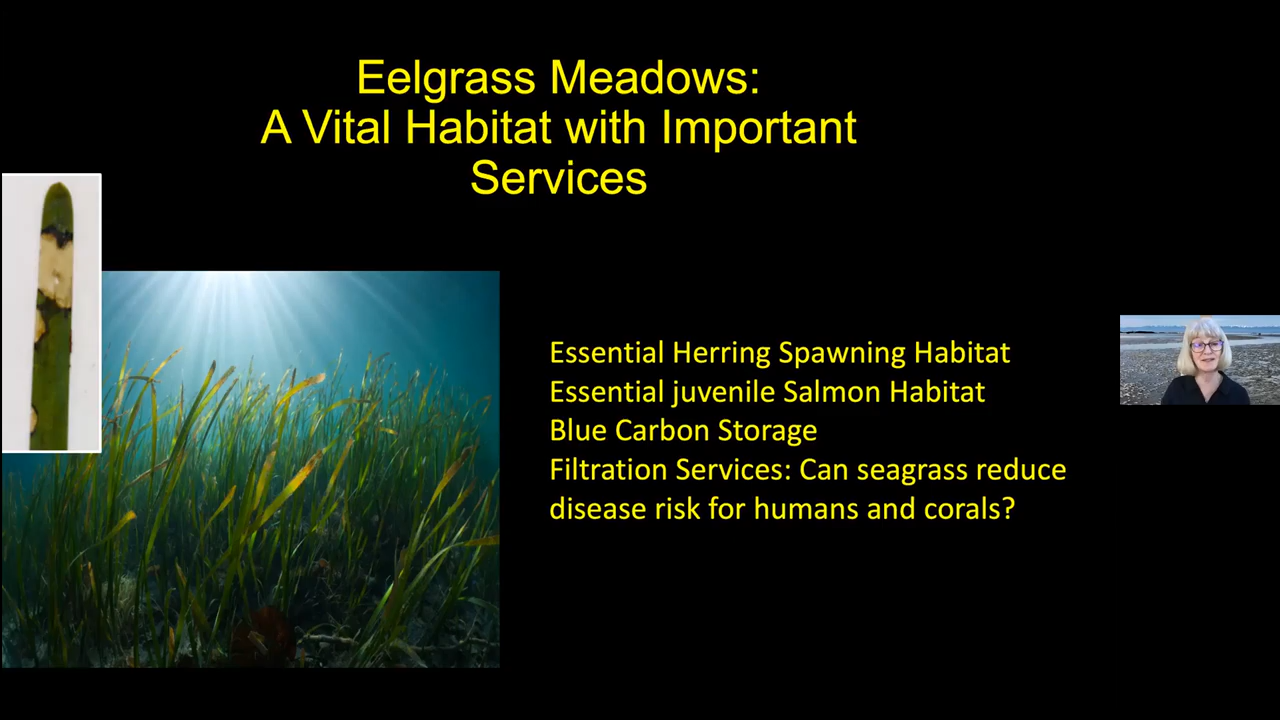 Eelgrass Meadows:
A Vital Habitat with Important
Services
Essential Herring Spawning Habitat
Essential juvenile Salmon Habitat
Blue Carbon Storage
Filtration Services: Can seagrass reduce
disease risk for humans and corals?